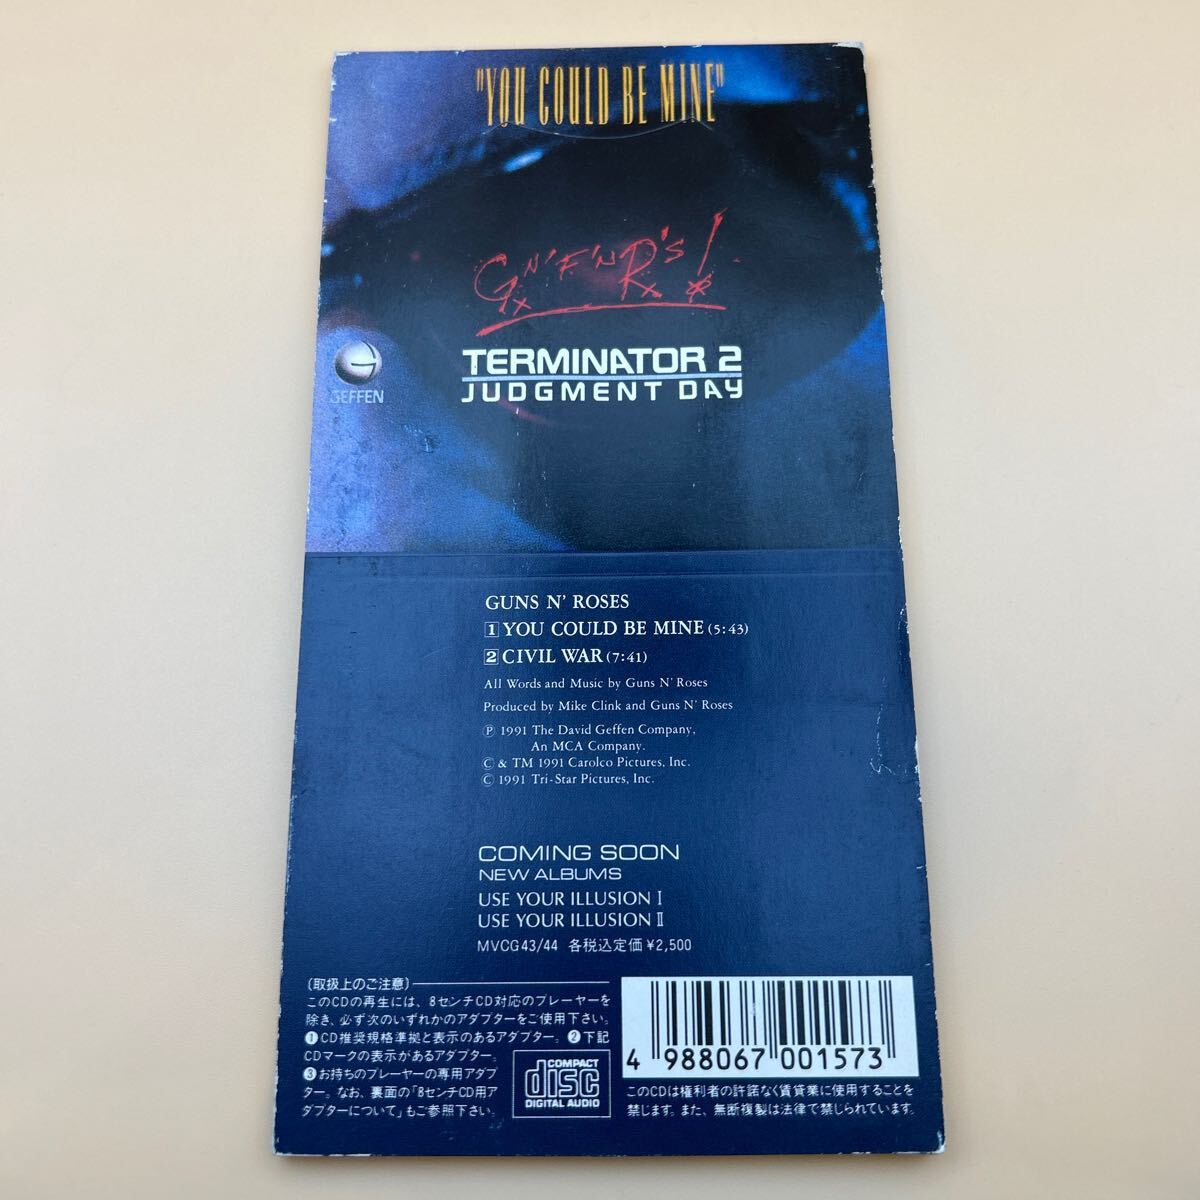 "YOU COULD BE MINE"
GN'F'NR'S!
TERMINATOR 2
JUDGMENT DAY
GEFFEN
GUNS N' ROSES
1 YOU COULD BE MINE (5:43)
2 CIVIL WAR (7:41)
All Words and Music by Guns N' Roses
Produced by Mike Clink and Guns N' Roses
Ⓟ 1991 The David Geffen Company,
An MCA Company.
© & TM 1991 Carolco Pictures, Inc.
© 1991 Tri-Star Pictures, Inc.
COMING SOON
NEW ALBUMS
USE YOUR ILLUSION Ⅰ
USE YOUR ILLUSION Ⅱ
MVCG43/44 各税込定価¥2,500
(取扱上のご注意)
このCDの再生には、8センチCD対応のプレーヤーを
除き、必ず次のいずれかのアダプターをご使用下さい。
❶CD推奨規格準拠と表示のあるアダプター。❷下記
CDマークの表示があるアダプター。
❸お持ちのプレーヤーの専用アダプ
ター。なお、裏面の「8センチCD用ア
ダプターについて」もご参照下さい。
COMPACT
disc
DIGITAL AUDIO
4 988067 001573
このCDは権利者の許諾なく賃貸業に使用することを
禁じます。また、無断複製は法律で禁じられています。